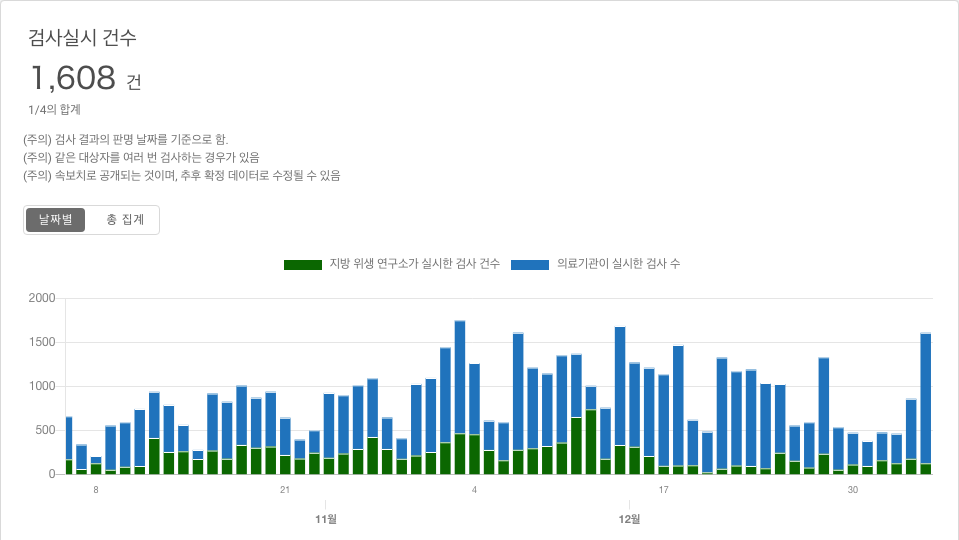 검사실시 건수
1,608 건
1/4의 합계
(주의) 검사 결과의 판명 날짜를 기준으로 함.
(주의) 같은 대상자를 여러 번 검사하는 경우가 있음
(주의) 속보치로 공개되는 것이며, 추후 확정 데이터로 수정될 수 있음
날짜별 총 집계
지방 위생 연구소가 실시한 검사 건수 의료기관이 실시한 검사 수
2000
1500
1000
500
0
8 21 4 17 30
11월 12월